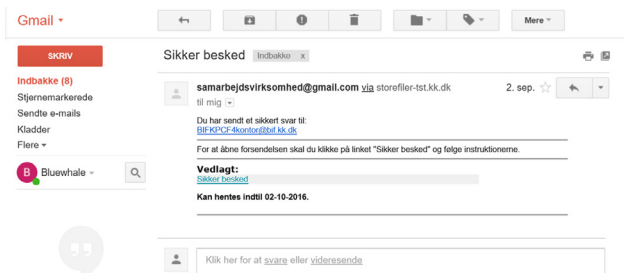 Gmail
Mere
SKRIV
Sikker besked Indbakke x
Indbakke (8)
Stjernemarkerede
Sendte e-mails
Kladder
Flere
B Bluewhale
samarbejdsvirksomhed@gmail.com via storefiler-tst.kk.dk 2. sep.
til mig
Du har sendt et sikkert svar til:
BIFKPCF4kontor@bif.kk.dk
For at åbne forsendelsen skal du klikke på linket "Sikker besked" og følge instruktionerne.
Vedlagt:
Sikker besked
Kan hentes indtil 02-10-2016.
Klik her for at svare eller videresende